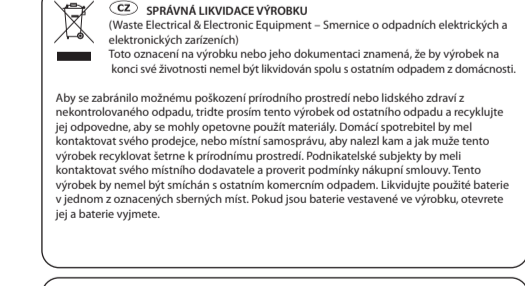 CZ SPRÁVNÁ LIKVIDACE VÝROBKU
(Waste Electrical & Electronic Equipment – Smernice o odpadních elektrických a
elektronických zarízeních)
Toto oznacení na výrobku nebo jeho dokumentaci znamená, že by výrobek na
konci své životnosti nemel být likvidován spolu s ostatním odpadem z domácnosti.
Aby se zabránilo možnému poškození prírodního prostredí nebo lidského zdraví z
nekontrolovaného odpadu, tridte prosím tento výrobek od ostatního odpadu a recyklujte
jej odpovedne, aby se mohly opetovne použít materiály. Domácí spotrebitel by mel
kontaktovat svého prodejce, nebo místní samosprávu, aby nalezl kam a jak muže tento
výrobek recyklovat šetrne k prírodnímu prostredí. Podnikatelské subjekty by meli
kontaktovat svého místního dodavatele a proverit podmínky nákupní smlouvy. Tento
výrobek by nemel být smíchán s ostatním komercním odpadem. Likvidujte použité baterie
v jednom z oznacených sberných míst. Pokud jsou baterie vestavené ve výrobku, otevrete
jej a baterie vyjmete.